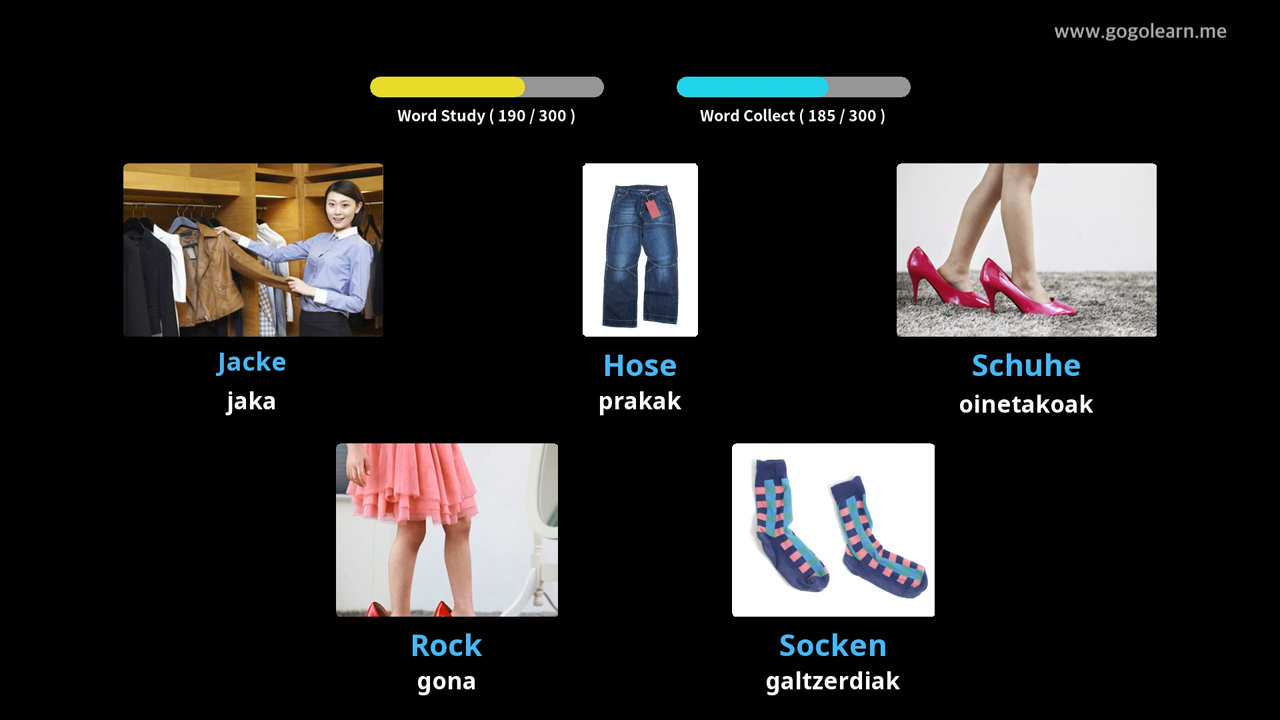 www.gogolearn.me
Word Study ( 190 / 300 )
Word Collect ( 185 / 300 )
Jacke
jaka
Hose
prakak
Schuhe
oinetakoak
Rock
gona
Socken
galtzerdiak